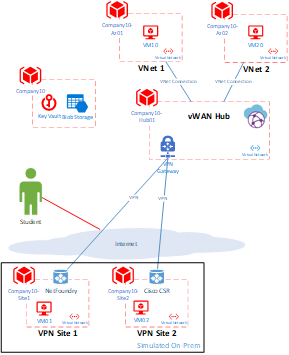 Company10-
Az01
VM10
Virtual Network
VNet 1
Company10-
Az02
VM20
Virtual Network
VNet 2
VNet Connection
VNet Connection
Company10
Key Vault
Blob Storage
Company10-
Hub01
vWAN Hub
Virtual Network
VPN
Gateway
Student
VPN
VPN
Internet
Company10-
Site1
NetFoundry
VM01
Virtual Network
VPN Site 1
Company10-
Site2
Cisco CSR
VM02
Virtual Network
VPN Site 2
Simulated On Prem